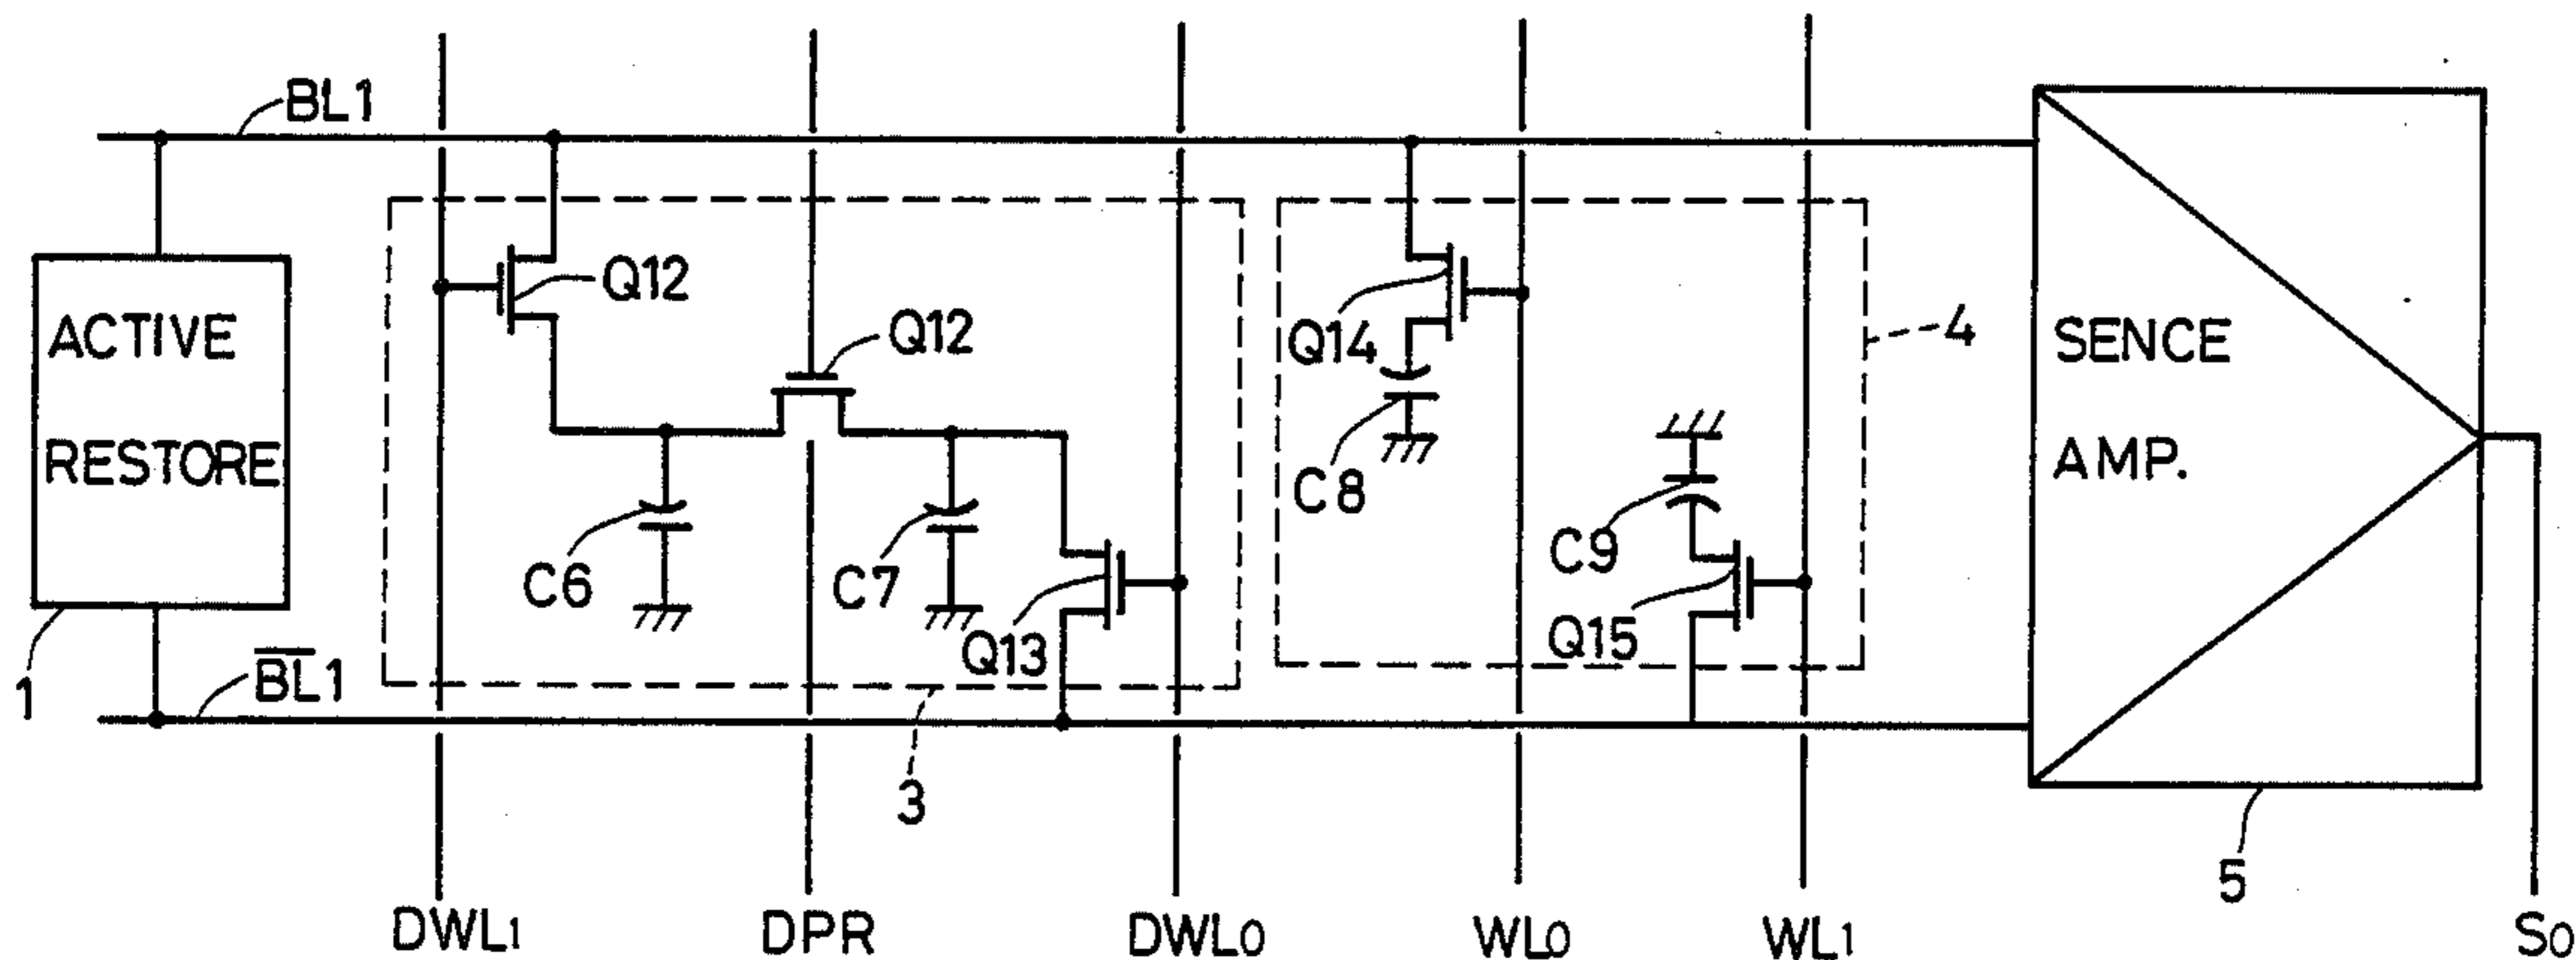 BL1
Q12
Q12
Q14
4
ACTIVE
RESTORE
SENCE
AMP.
C6
C7
C8
C9
Q13
Q15
1
B̅L̅1
3
5
DWL1
DPR
DWL0
WL0
WL1
S0